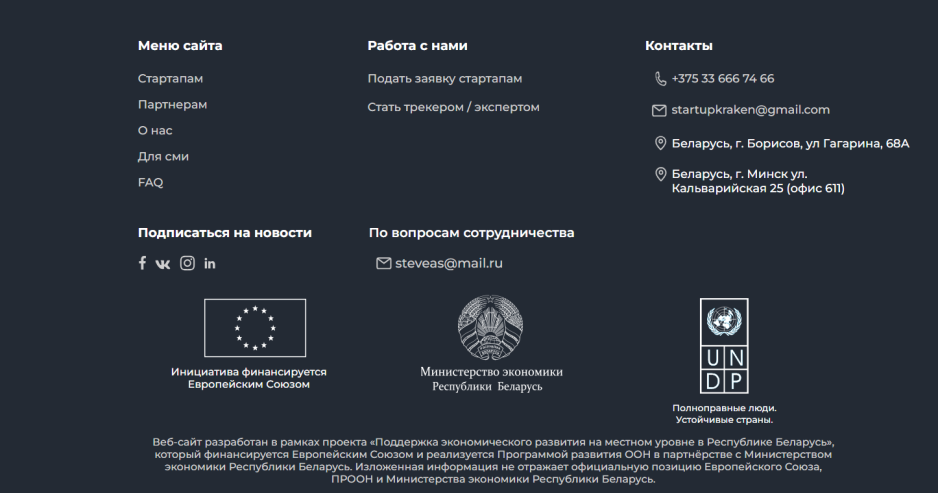 Меню сайта
Стартапам
Партнерам
О нас
Для сми
FAQ
Работа с нами
Подать заявку стартапам
Стать трекером / экспертом
Контакты
+375 33 666 74 66
startupkraken@gmail.com
Беларусь, г. Борисов, ул Гагарина, 68А
Беларусь, г. Минск ул.
Кальварийская 25 (офис 611)
Подписаться на новости
По вопросам сотрудничества
steveas@mail.ru
Инициатива финансируется
Европейским Союзом
Министерство экономики
Республики Беларусь
U N
D P
Полноправные люди.
Устойчивые страны.
Веб-сайт разработан в рамках проекта «Поддержка экономического развития на местном уровне в Республике Беларусь»,
который финансируется Европейским Союзом и реализуется Программой развития ООН в партнёрстве с Министерством
экономики Республики Беларусь. Изложенная информация не отражает официальную позицию Европейского Союза,
ПРООН и Министерства экономики Республики Беларусь.